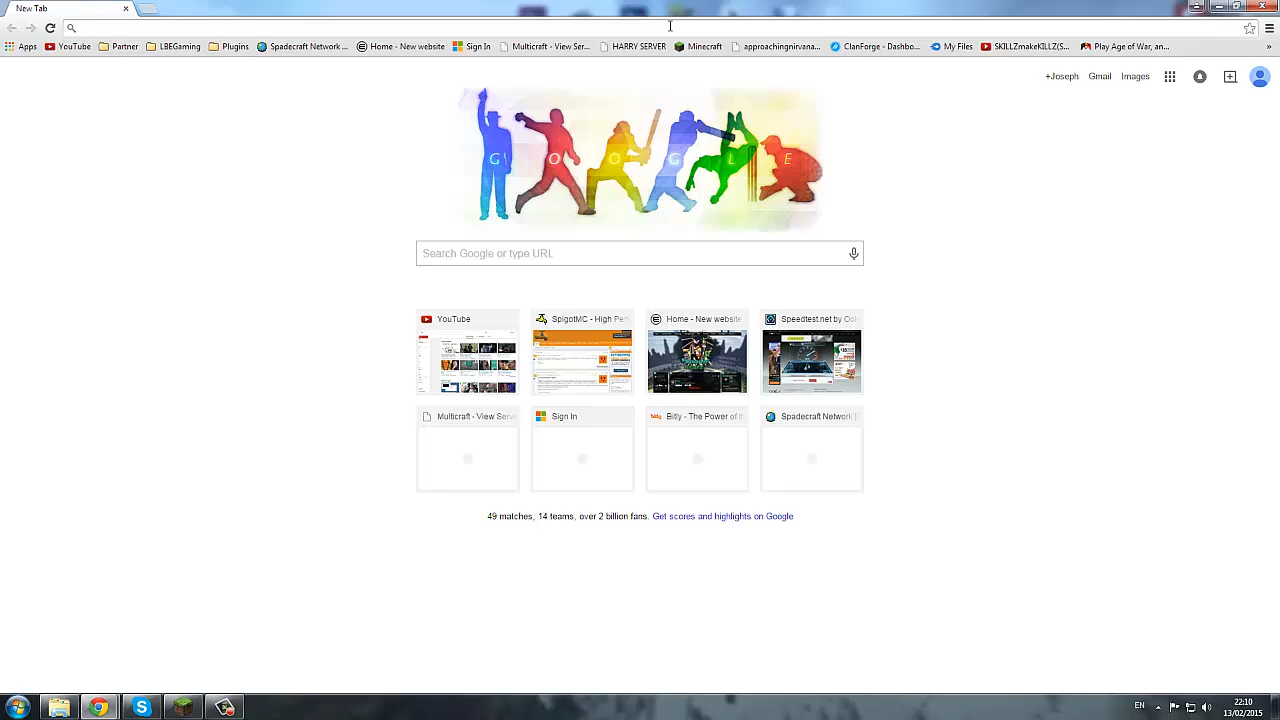 New Tab
Apps YouTube Partner LBEGaming Plugins Spadecraft Network ... Home - New website Sign In Multicraft - View Ser... HARRY SERVER Minecraft approachingnirvana... ClanForge - Dashbo... My Files SKILLZmakeKILLZ(S... Play Age of War, an... »
+Joseph Gmail Images
G O O G L E
Search Google or type URL
YouTube SpigotMC - High Perf Home - New website Speedtest.net by Ookl
Multicraft - View Serv Sign In Bitly - The Power of th Spadecraft Network [
49 matches, 14 teams, over 2 billion fans. Get scores and highlights on Google
EN 22:10
13/02/2015